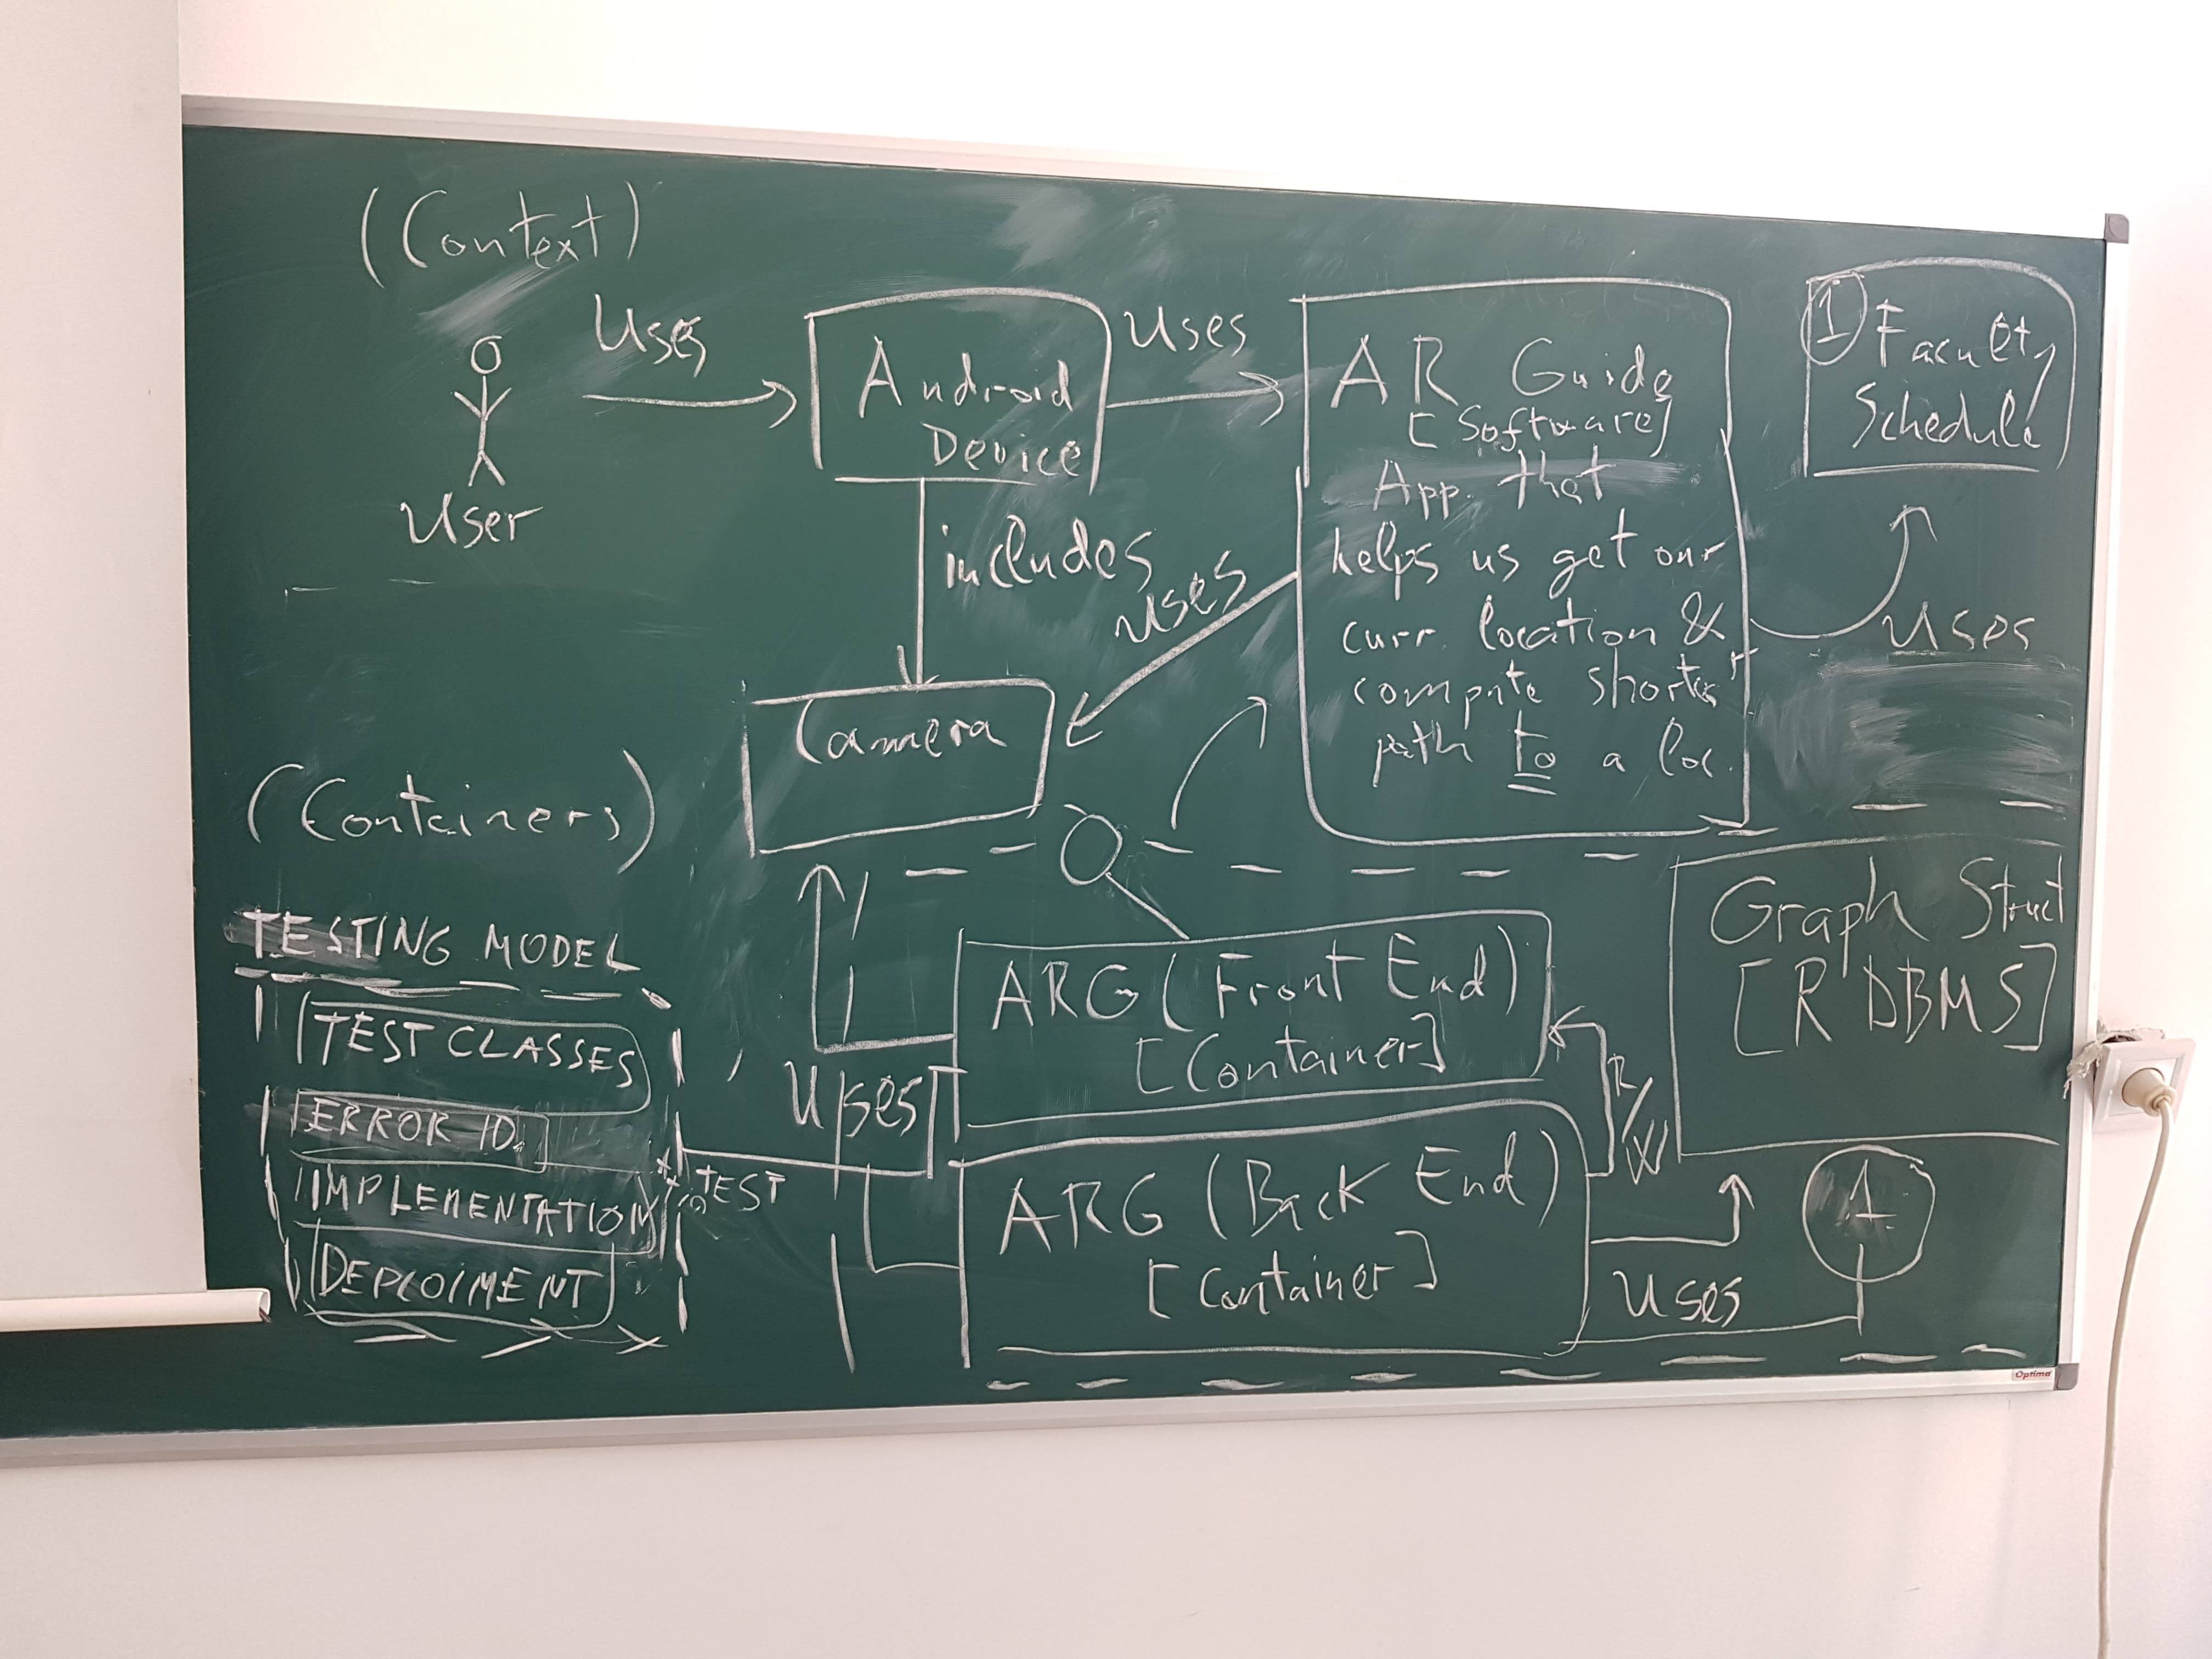 (Context)
Uses
User
Android
Device
Uses
AR Guide
[Software]
App. that
helps us get our
curr. location &
compute shortest
path to a loc.
1 Faculty
Schedule
uses
includes
uses
Camera
(Containers)
TESTING MODEL
TEST CLASSES
ERROR ID.
IMPLEMENTATION
DEPLOIMENT
TEST
Uses
ARG (Front End)
[Container]
R/W
ARG (Back End)
[Container]
Graph Struct
[RDBMS]
Uses
1
Optima